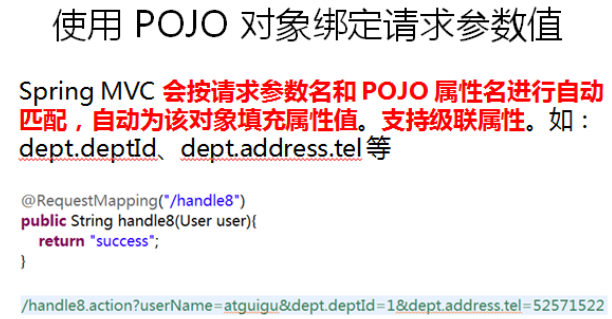 使用 POJO 对象绑定请求参数值
Spring MVC 会按请求参数名和 POJO 属性名进行自动
匹配，自动为该对象填充属性值。支持级联属性。如：
dept.deptId、dept.address.tel 等
@RequestMapping("/handle8")
public String handle8(User user){
return "success";
}
/handle8.action?userName=atguigu&dept.deptId=1&dept.address.tel=52571522